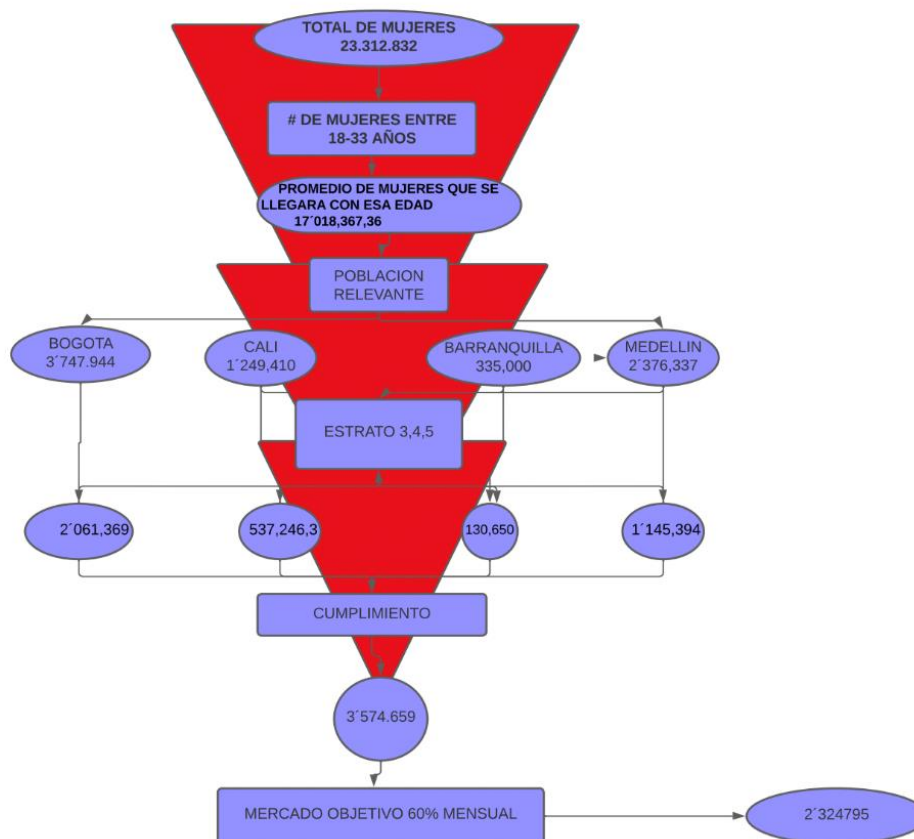 TOTAL DE MUJERES
23.312.832
# DE MUJERES ENTRE
18-33 AÑOS
PROMEDIO DE MUJERES QUE SE
LLEGARA CON ESA EDAD
17´018,367,36
POBLACION
RELEVANTE
BOGOTA
3´747.944
CALI
1´249,410
BARRANQUILLA
335,000
MEDELLIN
2´376,337
ESTRATO 3,4,5
2´061,369
537,246,3
130,650
1´145,394
CUMPLIMIENTO
3´574.659
MERCADO OBJETIVO 60% MENSUAL
2´324795